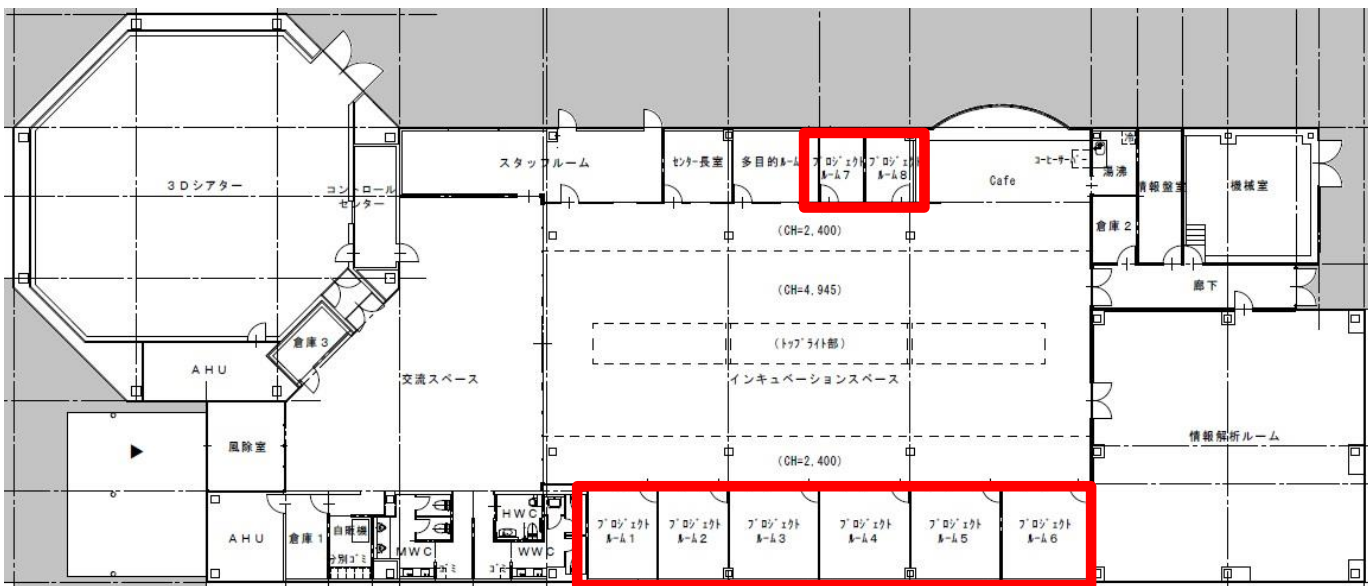 3Dシアター
コントロール
センター
スタッフルーム
センター長室
多目的ルーム
プロジェクト
ルーム7
プロジェクト
ルーム8
Cafe
コーヒーサーバー
冷
湯沸
情報盤室
機械室
倉庫2
廊下
(CH=2,400)
(CH=4,945)
(トップライト部)
倉庫3
AHU
交流スペース
インキュベーションスペース
風除室
▶
情報解析ルーム
(CH=2,400)
AHU
倉庫1
自販機
分別ゴミ
MWC
ゴミ
ゴミ
HWC
WWC
プロジェクト
ルーム1
プロジェクト
ルーム2
プロジェクト
ルーム3
プロジェクト
ルーム4
プロジェクト
ルーム5
プロジェクト
ルーム6